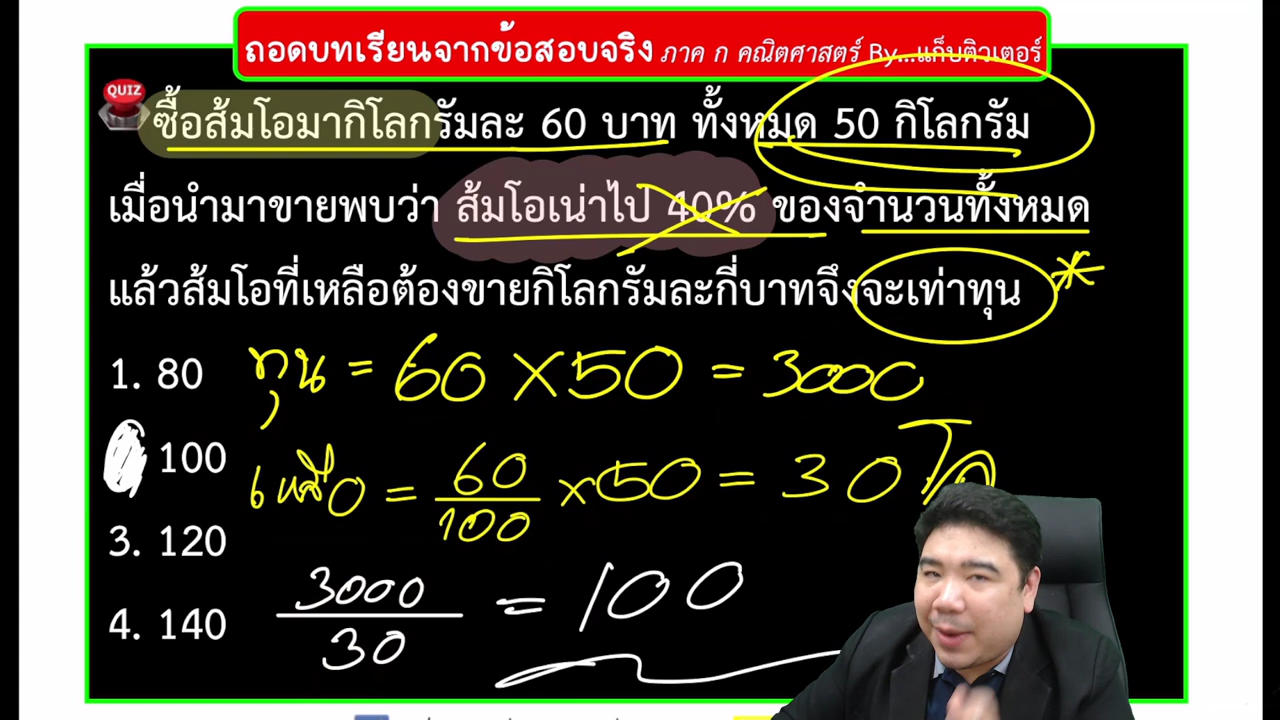 ถอดบทเรียนจากข้อสอบจริง ภาค ก คณิตศาสตร์ By...แก็บติวเตอร์
QUIZ
ซื้อส้มโอมากิโลกรัมละ 60 บาท ทั้งหมด 50 กิโลกรัม
เมื่อนำมาขายพบว่า ส้มโอเน่าไป 40% ของจำนวนทั้งหมด
แล้วส้มโอที่เหลือต้องขายกิโลกรัมละกี่บาทจึงจะเท่าทุน *
1. 80 ทุน = 60 × 50 = 3000
100 เหลือ = 60/100 × 50 = 30 โล
3. 120
4. 140 3000/30 = 100